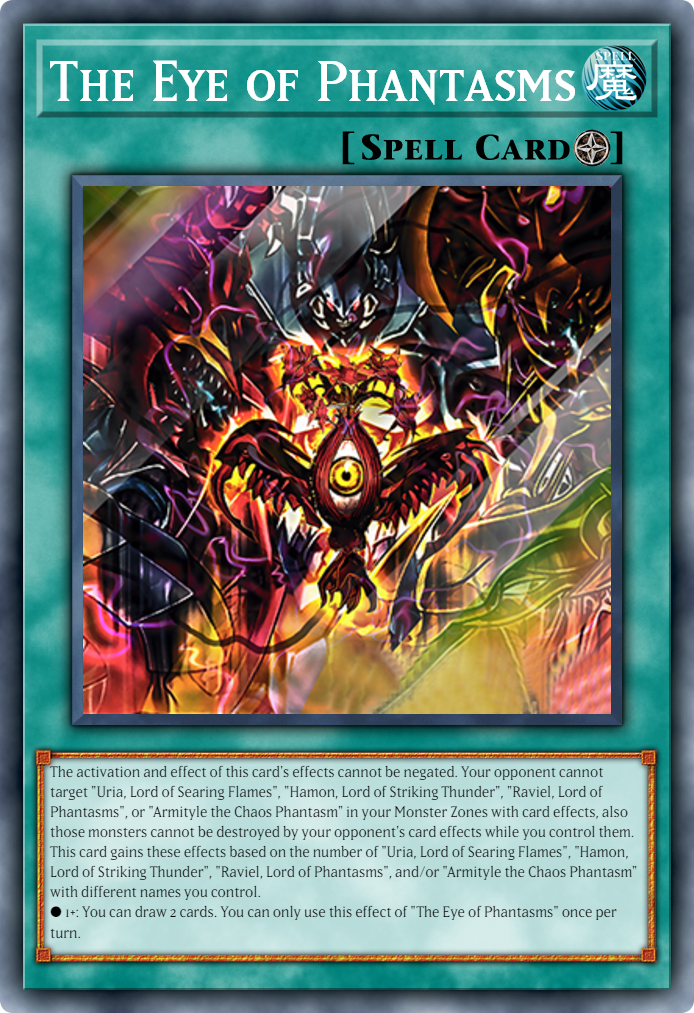 The Eye of Phantasms
SPELL
魔
[Spell Card]
The activation and effect of this card's effects cannot be negated. Your opponent cannot
target "Uria, Lord of Searing Flames", "Hamon, Lord of Striking Thunder", "Raviel, Lord of
Phantasms", or "Armityle the Chaos Phantasm" in your Monster Zones with card effects, also
those monsters cannot be destroyed by your opponent's card effects while you control them.
This card gains these effects based on the number of "Uria, Lord of Searing Flames", "Hamon,
Lord of Striking Thunder", "Raviel, Lord of Phantasms", and/or "Armityle the Chaos Phantasm"
with different names you control.
● 1+: You can draw 2 cards. You can only use this effect of "The Eye of Phantasms" once per
turn.